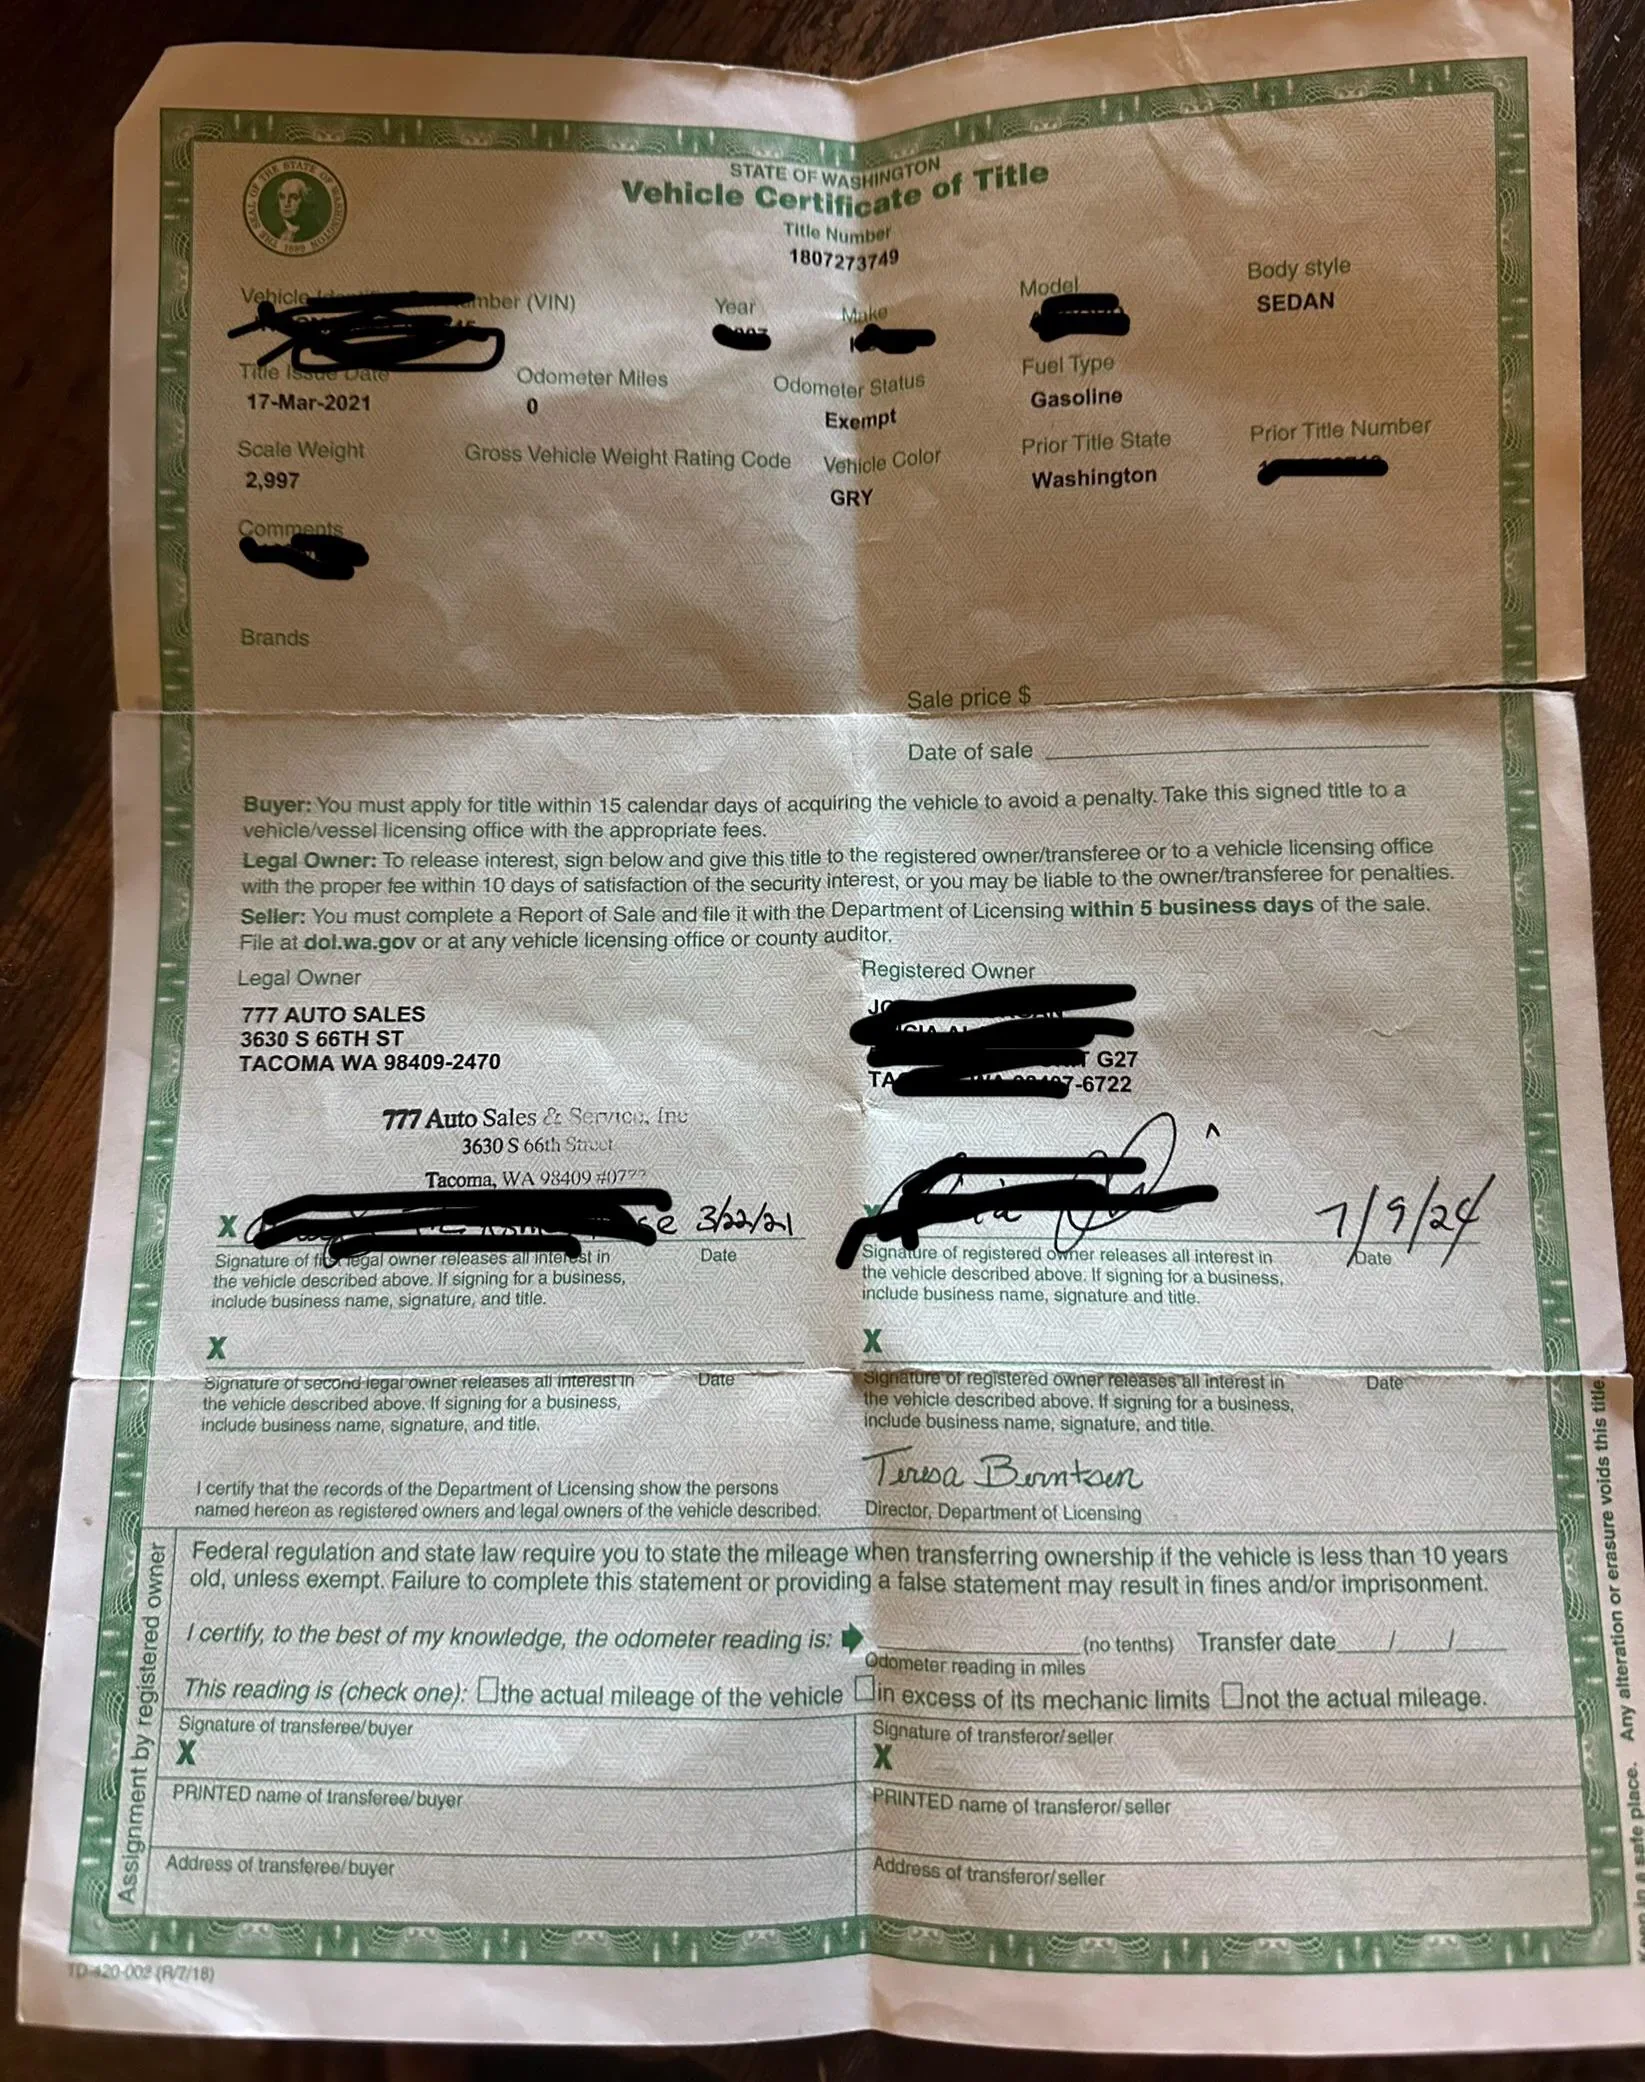 THE SEAL OF THE STATE OF WASHINGTON
1889
STATE OF WASHINGTON
Vehicle Certificate of Title
Title Number
1807273749
Vehicle mber (VIN) Year Make Model Body style
SEDAN
Title Issue Date Odometer Miles Odometer Status Fuel Type
17-Mar-2021 0 Exempt Gasoline
Scale Weight Gross Vehicle Weight Rating Code Vehicle Color Prior Title State Prior Title Number
2,997 GRY Washington
Comments
Brands
Sale price $
Date of sale
Buyer: You must apply for title within 15 calendar days of acquiring the vehicle to avoid a penalty. Take this signed title to a
vehicle/vessel licensing office with the appropriate fees.
Legal Owner: To release interest, sign below and give this title to the registered owner/transferee or to a vehicle licensing office
with the proper fee within 10 days of satisfaction of the security interest, or you may be liable to the owner/transferee for penalties.
Seller: You must complete a Report of Sale and file it with the Department of Licensing within 5 business days of the sale.
File at dol.wa.gov or at any vehicle licensing office or county auditor.
Legal Owner
777 AUTO SALES
3630 S 66TH ST
TACOMA WA 98409-2470
777 Auto Sales & Service, Inc
3630 S 66th Street
Tacoma, WA 98409
X 3/22/21
Signature of first legal owner releases all interest in Date
the vehicle described above. If signing for a business,
include business name, signature, and title.
X
Signature of second legal owner releases all interest in Date
the vehicle described above. If signing for a business,
include business name, signature, and title.
Registered Owner
G27
7-6722
7/9/24
Signature of registered owner releases all interest in Date
the vehicle described above. If signing for a business,
include business name, signature and title.
X
Signature of registered owner releases all interest in Date
the vehicle described above. If signing for a business,
include business name, signature, and title.
I certify that the records of the Department of Licensing show the persons
named hereon as registered owners and legal owners of the vehicle described.
Teresa Berntsen
Director, Department of Licensing
Assignment by registered owner
Federal regulation and state law require you to state the mileage when transferring ownership if the vehicle is less than 10 years
old, unless exempt. Failure to complete this statement or providing a false statement may result in fines and/or imprisonment.
I certify, to the best of my knowledge, the odometer reading is: (no tenths) Transfer date / /
Odometer reading in miles
This reading is (check one): the actual mileage of the vehicle in excess of its mechanic limits not the actual mileage.
Signature of transferee/buyer
X
Signature of transferor/seller
X
PRINTED name of transferee/buyer
PRINTED name of transferor/seller
Address of transferee/buyer
Address of transferor/seller
TD-420-002 (R/7/18)
Keep in a safe place. Any alteration or erasure voids this title.